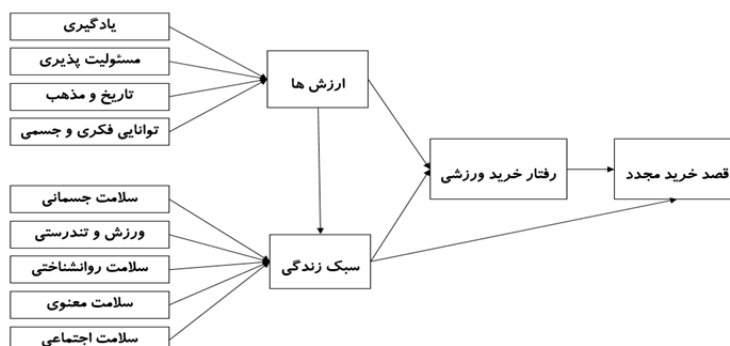 یادگیری
مسئولیت پذیری
تاریخ و مذهب
توانایی فکری و جسمی
ارزش ها
سلامت جسمانی
ورزش و تندرستی
سلامت روانشناختی
سلامت معنوی
سلامت اجتماعی
سبک زندگی
رفتار خرید ورزشی
قصد خرید مجدد